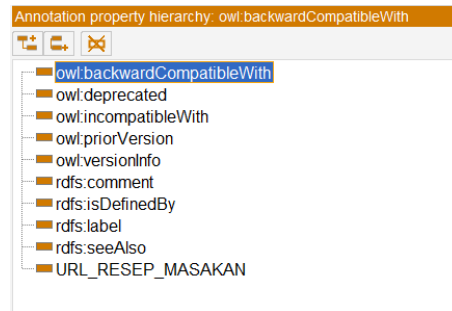 Annotation property hierarchy: owl:backwardCompatibleWith
owl:backwardCompatibleWith
owl:deprecated
owl:incompatibleWith
owl:priorVersion
owl:versionInfo
rdfs:comment
rdfs:isDefinedBy
rdfs:label
rdfs:seeAlso
URL_RESEP_MASAKAN